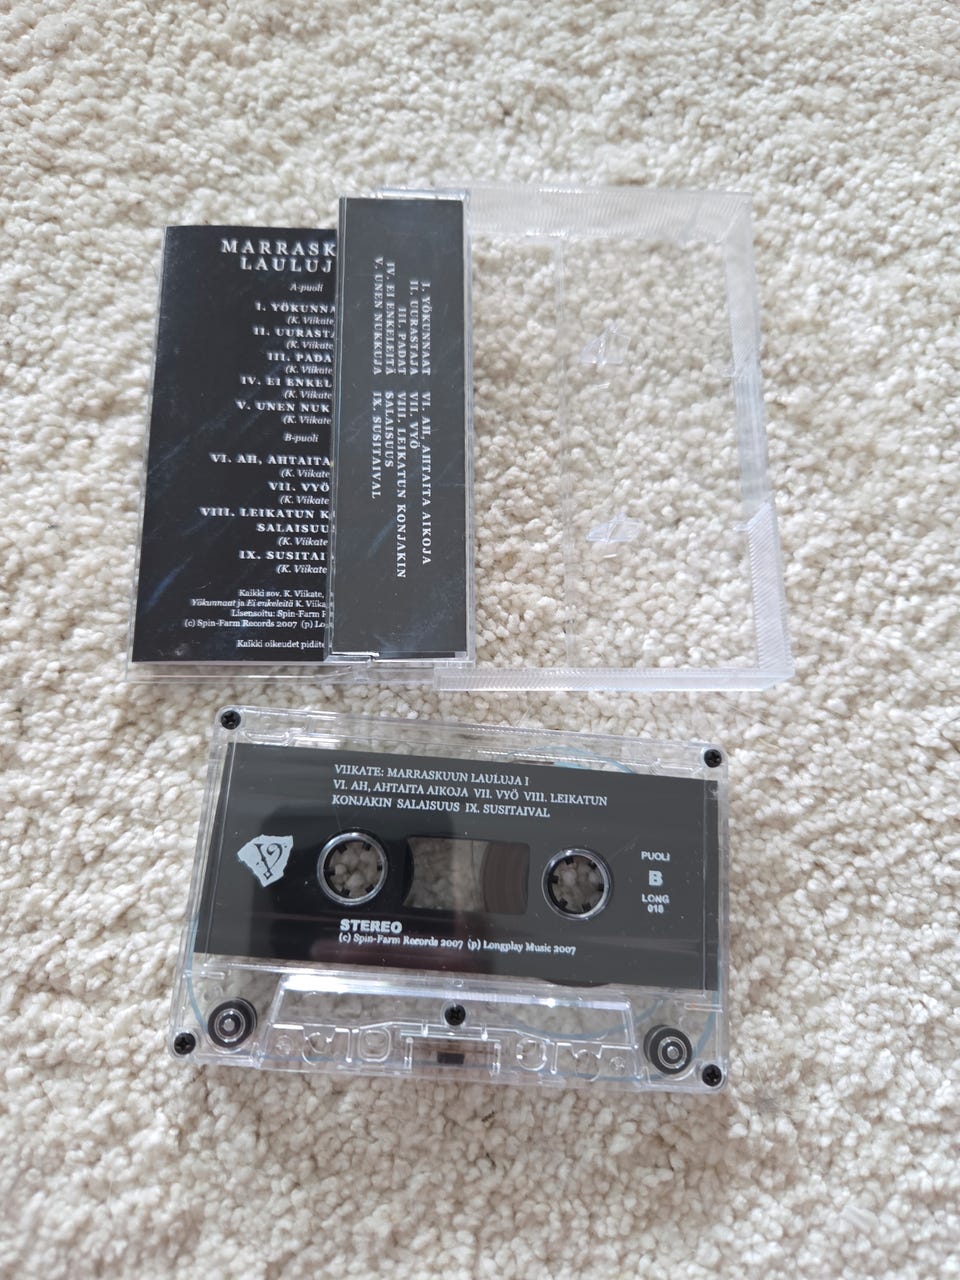 MARRASK
LAULUJ
A-puoli
I. YÖKUNNA
(K. Viikate
II. UURASTA
(K. Viikate
III. PADA
(K. Viikate
IV. EI ENKEL
(K. Viikate
V. UNEN NUK
(K. Viikate
B-puoli
VI. AH, AHTAITA
(K. Viikate
VII. VYÖ
(K. Viikate
VIII. LEIKATUN K
SALAISUU
(K. Viikate
IX. SUSITAI
(K. Viikate
Kaikki sov. K. Viikate,
Yökunnaat ja Ei enkeleitä K. Viika
Lisensoitu: Spin-Farm
(c) Spin-Farm Records 2007 (p) Lon
Kaikki oikeudet pidäte
I. YÖKUNNAAT
II. UURASTAJA
III. PADAT
IV. EI ENKELEITÄ
V. UNEN NUKKUJA
VI. AH, AHTAITA AIKOJA
VII. VYÖ
VIII. LEIKATUN KONJAKIN
SALAISUUS
IX. SUSITAIVAL
VIIKATE: MARRASKUUN LAULUJA I
VI. AH, AHTAITA AIKOJA VII. VYÖ VIII. LEIKATUN
KONJAKIN SALAISUUS IX. SUSITAIVAL
V
PUOLI
B
LONG
018
STEREO
(c) Spin-Farm Records 2007 (p) Longplay Music 2007